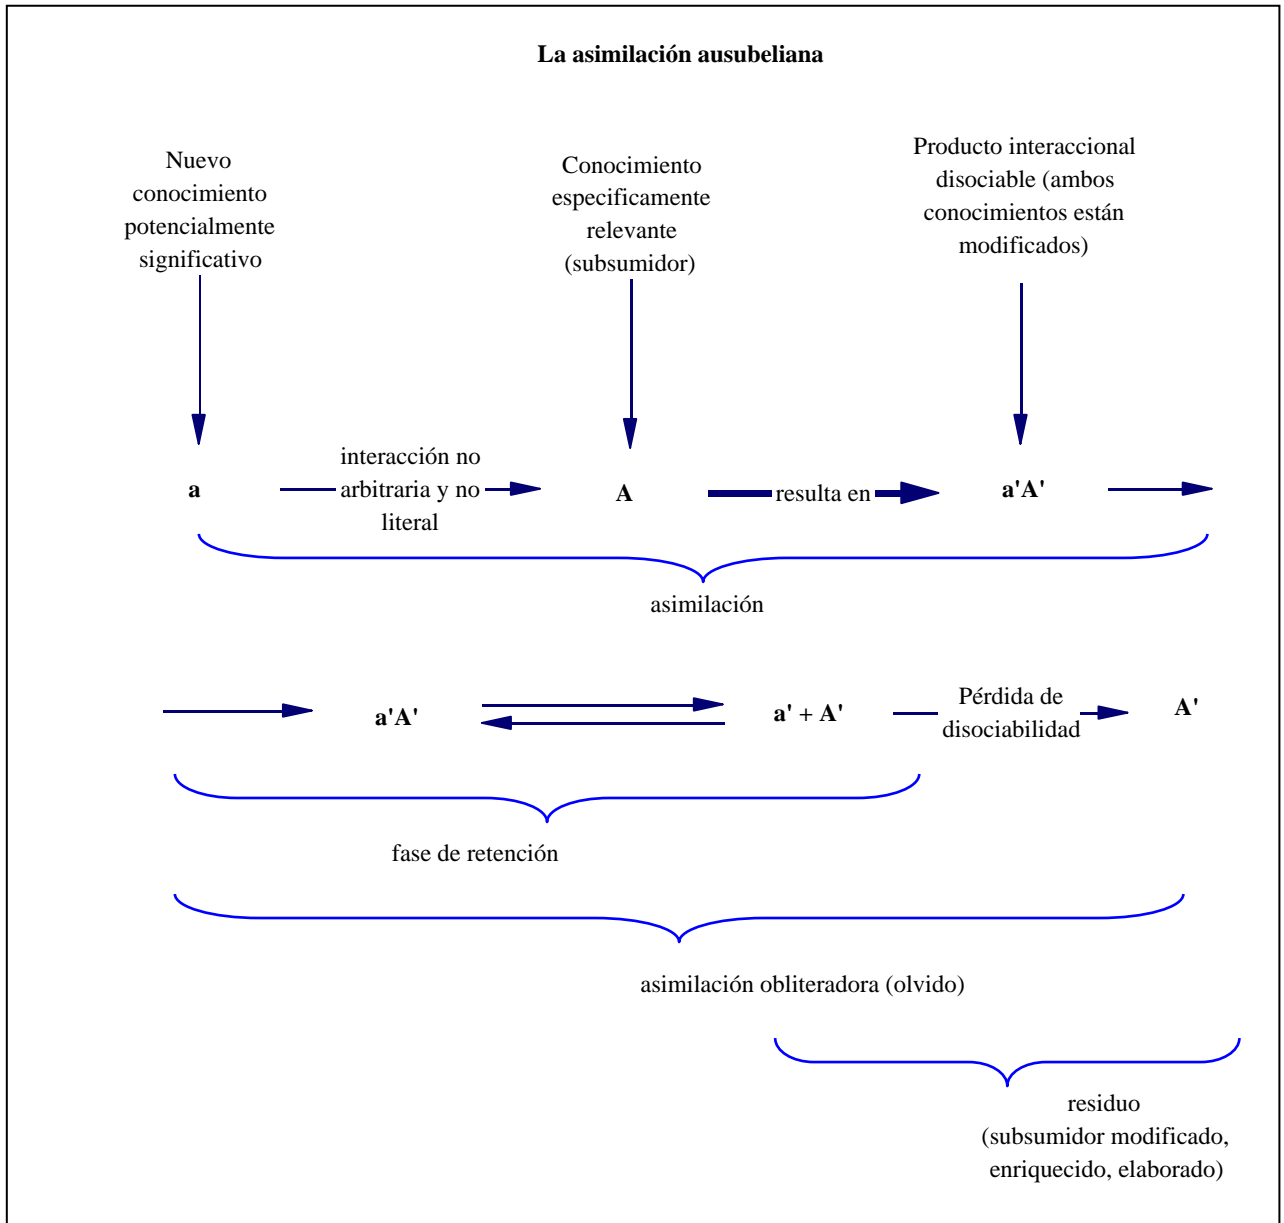 La asimilación ausubeliana
Nuevo
conocimiento
potencialmente
significativo
Conocimiento
especificamente
relevante
(subsumidor)
Producto interaccional
disociable (ambos
conocimientos están
modificados)
a
interacción no
arbitraria y no
literal
A
resulta en
a'A'
asimilación
a'A'
a' + A'
Pérdida de
disociabilidad
A'
fase de retención
asimilación obliteradora (olvido)
residuo
(subsumidor modificado,
enriquecido, elaborado)